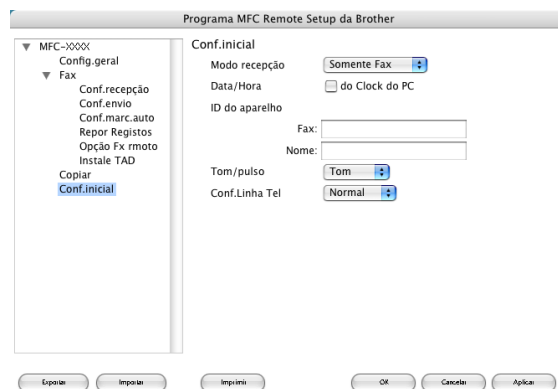 Programa MFC Remote Setup da Brother
MFC-XXXX
Config.geral
Fax
Conf.recepção
Conf.envio
Conf.marc.auto
Repor Registos
Opção Fx rmoto
Instale TAD
Copiar
Conf.inicial
Conf.inicial
Modo recepção Somente Fax
Data/Hora do Clock do PC
ID do aparelho
Fax:
Nome:
Tom/pulso Tom
Conf.Linha Tel Normal
Exportar Importar Imprimir OK Cancelar Aplicar